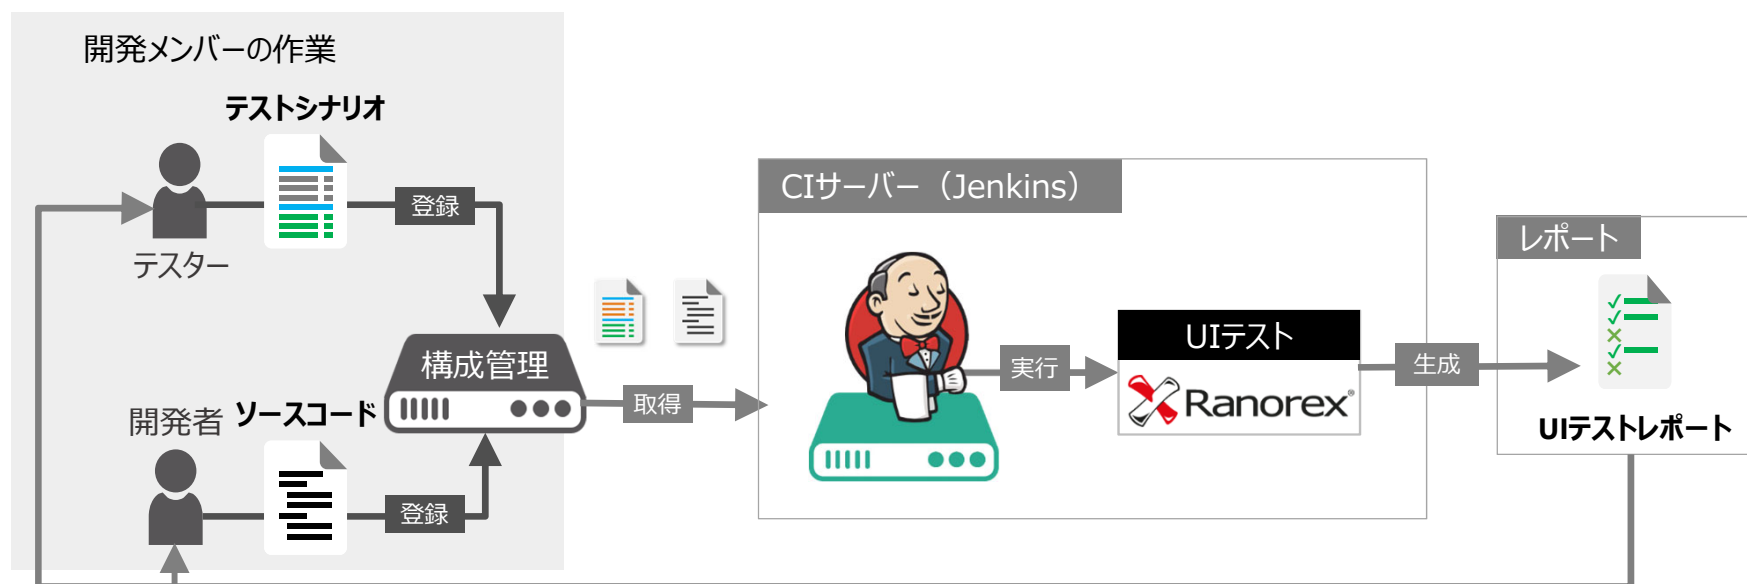 開発メンバーの作業
テストシナリオ
登録
テスター
構成管理
開発者
ソースコード
登録
取得
CIサーバー（Jenkins）
実行
UIテスト
Ranorex®
生成
レポート
UIテストレポート